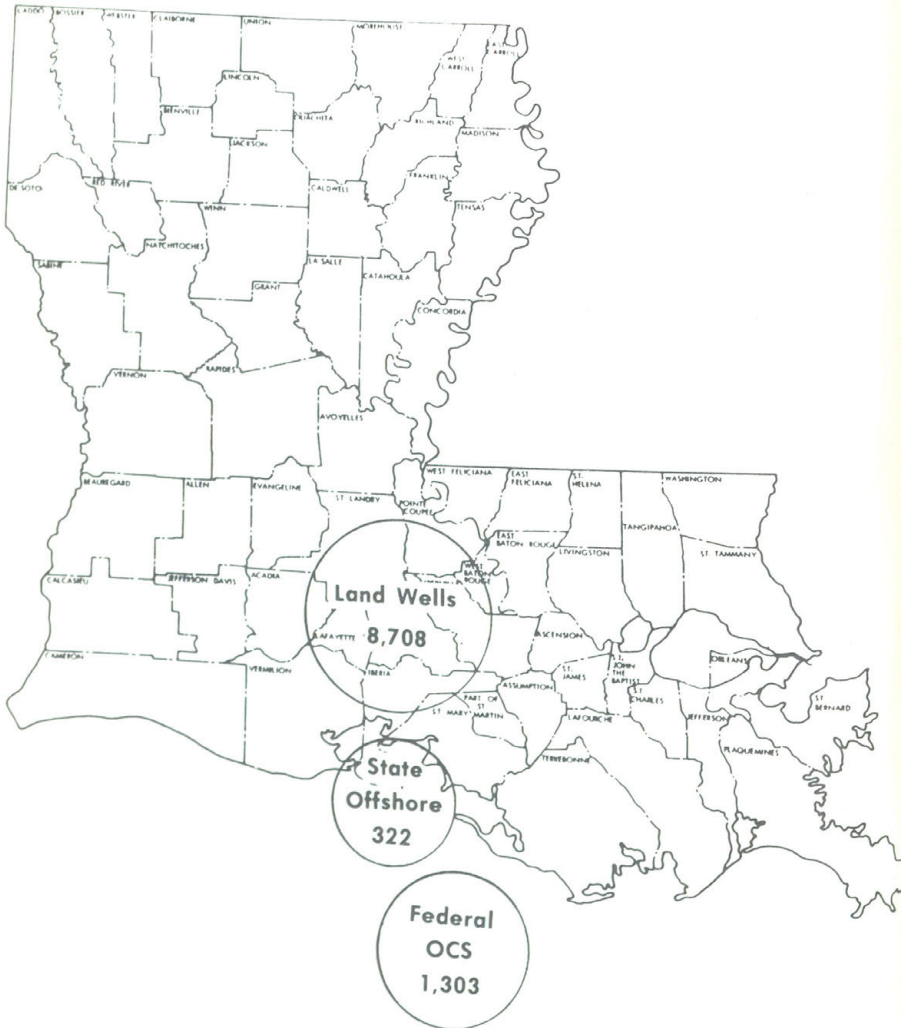 CADDO
BOSSIER
WEBSTER
CLAIBORNE
UNION
MOREHOUSE
WEST
CARROLL
EAST
CARROLL
LINCOLN
BIENVILLE
OUACHITA
RICHLAND
MADISON
JACKSON
DE SOTO
RED RIVER
CALDWELL
FRANKLIN
WENN
TENSAS
NATCHITOCHES
SABINE
LA SALLE
CATAHOULA
GRANT
CONCORDIA
VERNON
RAPIDES
AVOYELLES
BEAUREGARD
ALLEN
EVANGELINE
ST. LANDRY
POINTE
COUPEE
WEST FELICIANA
EAST
FELICIANA
ST.
HELENA
WASHINGTON
TANGIPAHOA
EAST
BATON ROUGE
LIVINGSTON
ST. TAMMANY
WEST
BATON
ROUGE
CALCASIEU
JEFFERSON DAVIS
ACADIA
Land Wells
8,708
LAFAYETTE
ASCENSION
CAMERON
VERMILION
IBERIA
ST.
JAMES
ST.
JOHN
THE
BAPTIST
ORLEANS
ASSUMPTION
PART OF
ST
MARTIN
ST. MARY
ST
CHARLES
ST
BERNARD
LAFOURCHE
JEFFERSON
PLAQUEMINES
TERREBONNE
State
Offshore
322
Federal
OCS
1,303